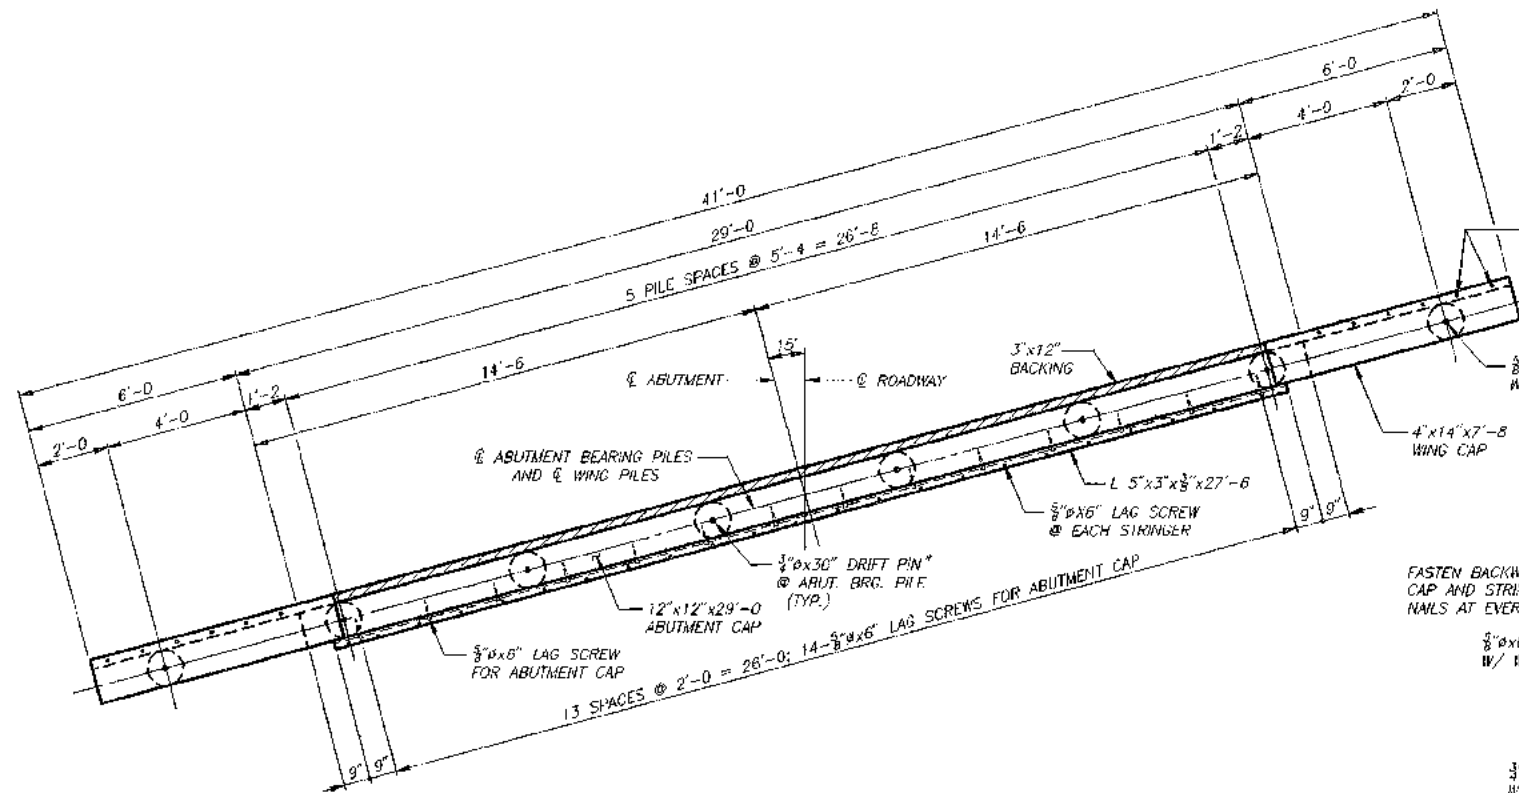 41'-0
29'-0
5 PILE SPACES @ 5'-4 = 26'-8
14'-6
14'-6
6'-0
4'-0
2'-0
1'-2
6'-0
4'-0
2'-0
1'-2
15'
℄ ABUTMENT
℄ ROADWAY
3"x12"
BACKING
℄ ABUTMENT BEARING PILES
AND ℄ WING PILES
4"x14"x7'-8
WING CAP
L 5"x3"x⅜"x27'-6
⅝"øx6" LAG SCREW
@ EACH STRINGER
¾"øx30" DRIFT PIN*
@ ABUT. BRG. PILE
(TYP.)
12"x12"x29'-0
ABUTMENT CAP
⅝"øx6" LAG SCREW
FOR ABUTMENT CAP
13 SPACES @ 2'-0 = 26'-0; 14-⅝"øx6" LAG SCREWS FOR ABUTMENT CAP
9"
9"
9"
9"
FASTEN BACKW
CAP AND STRI
NAILS AT EVER
W/